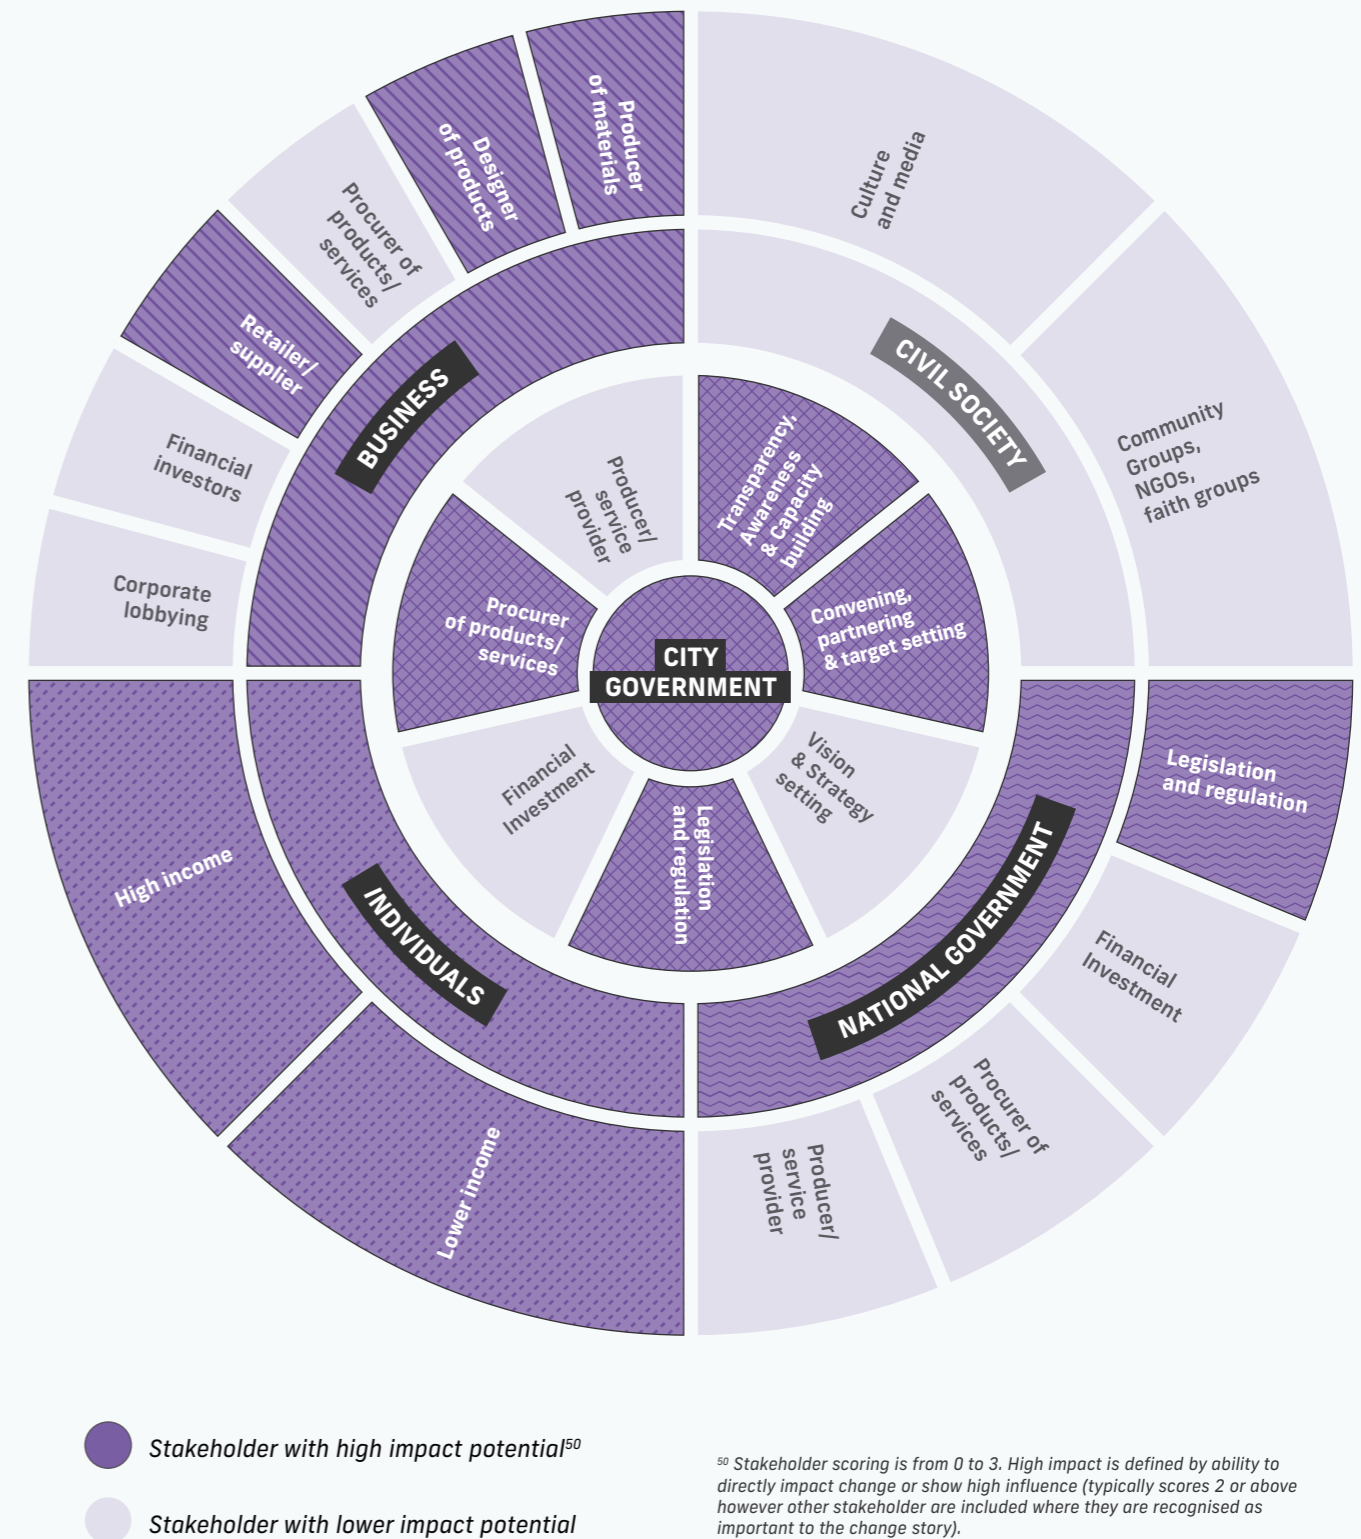 Producer
of materials
Designer
of products
Procurer of
products/
services
Retailer/
supplier
Financial
investors
Corporate
lobbying
BUSINESS
Culture
and media
Community
Groups,
NGOs,
faith groups
CIVIL SOCIETY
Producer/
service
provider
Transparency,
Awareness
& Capacity
building
Procurer
of products/
services
Convening,
partnering
& target setting
CITY
GOVERNMENT
Financial
Investment
Vision
& Strategy
setting
Legislation
and regulation
High income
Lower income
INDIVIDUALS
NATIONAL GOVERNMENT
Legislation
and regulation
Financial
Investment
Procurer of
products/
services
Producer/
service
provider
Stakeholder with high impact potential⁵⁰
Stakeholder with lower impact potential
⁵⁰ Stakeholder scoring is from 0 to 3. High impact is defined by ability to
directly impact change or show high influence (typically scores 2 or above
however other stakeholder are included where they are recognised as
important to the change story).